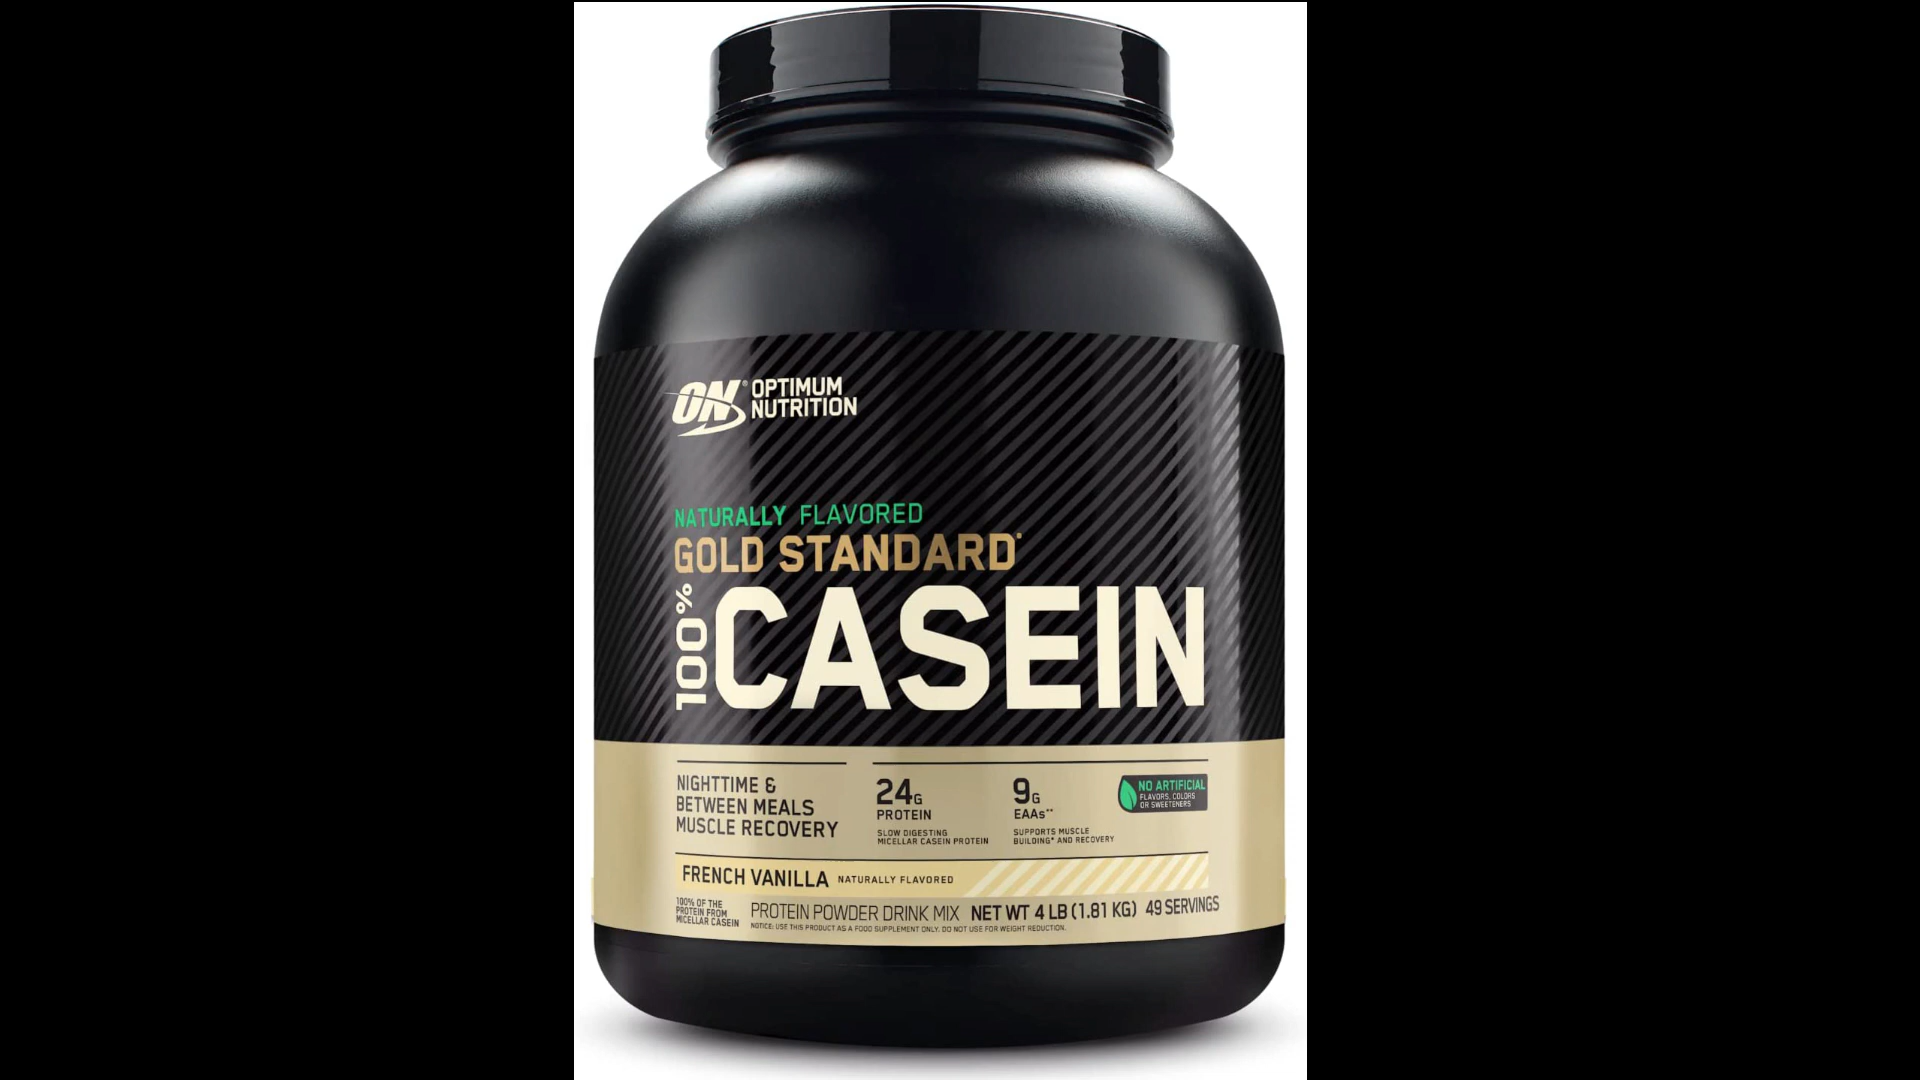 ON® OPTIMUM
NUTRITION
NATURALLY FLAVORED
GOLD STANDARD®
100% CASEIN
NIGHTTIME &
BETWEEN MEALS
MUSCLE RECOVERY
24G
PROTEIN
SLOW DIGESTING
MICELLAR CASEIN PROTEIN
9G
EAAs**
SUPPORTS MUSCLE
BUILDING* AND RECOVERY
NO ARTIFICIAL
FLAVORS, COLORS
OR SWEETENERS
FRENCH VANILLA NATURALLY FLAVORED
100% OF THE
PROTEIN FROM
MICELLAR CASEIN
PROTEIN POWDER DRINK MIX NET WT 4 LB (1.81 KG) 49 SERVINGS
NOTICE: USE THIS PRODUCT AS A FOOD SUPPLEMENT ONLY. DO NOT USE FOR WEIGHT REDUCTION.